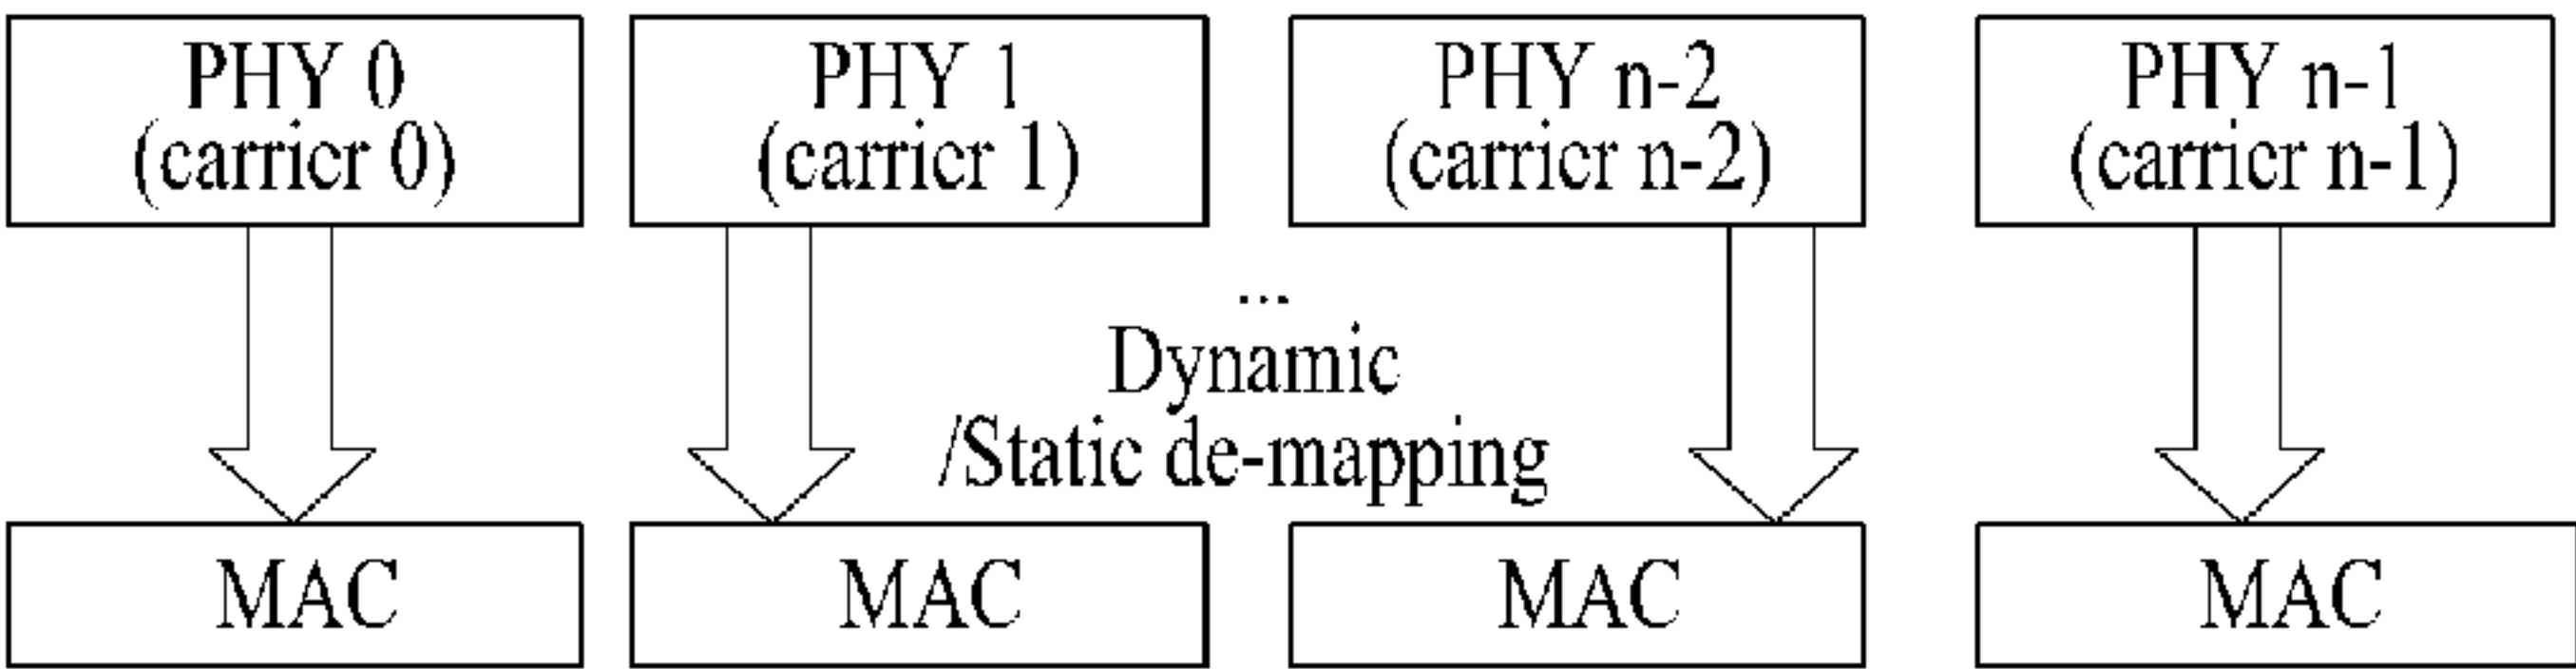 PHY 0
(carrier 0)
PHY 1
(carrier 1)
PHY n-2
(carrier n-2)
PHY n-1
(carrier n-1)
...
Dynamic
/Static de-mapping
MAC
MAC
MAC
MAC